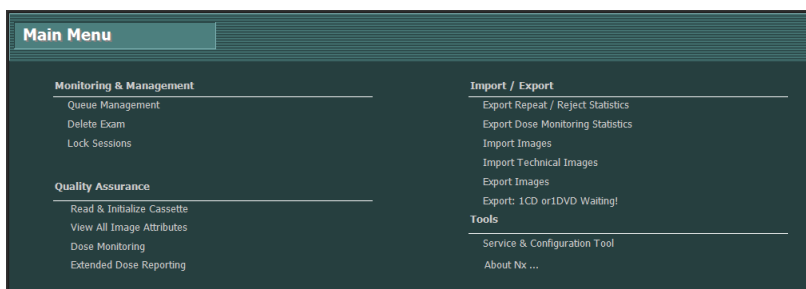 Main Menu
Monitoring & Management
Queue Management
Delete Exam
Lock Sessions
Quality Assurance
Read & Initialize Cassette
View All Image Attributes
Dose Monitoring
Extended Dose Reporting
Import / Export
Export Repeat / Reject Statistics
Export Dose Monitoring Statistics
Import Images
Import Technical Images
Export Images
Export: 1CD or1DVD Waiting!
Tools
Service & Configuration Tool
About Nx ...